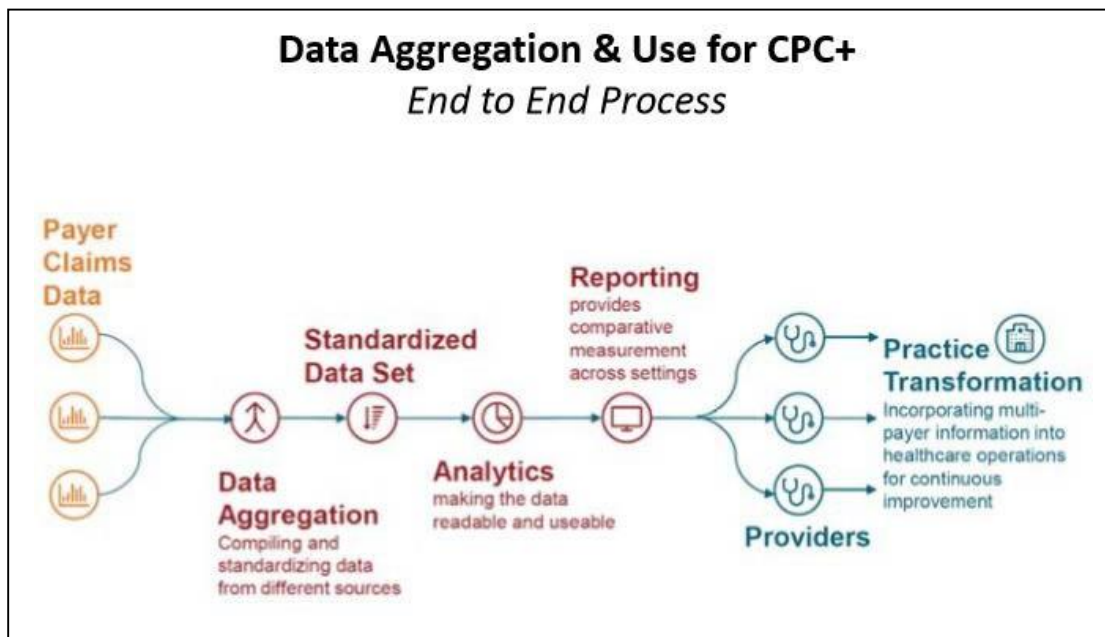 Data Aggregation & Use for CPC+
End to End Process
Payer
Claims
Data
Data
Aggregation
Compiling and
standardizing data
from different sources
Standardized
Data Set
Analytics
making the data
readable and useable
Reporting
provides
comparative
measurement
across settings
Providers
Practice
Transformation
Incorporating multi-
payer information into
healthcare operations
for continuous
improvement